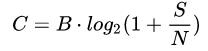 C = B · log₂(1 + S/N)